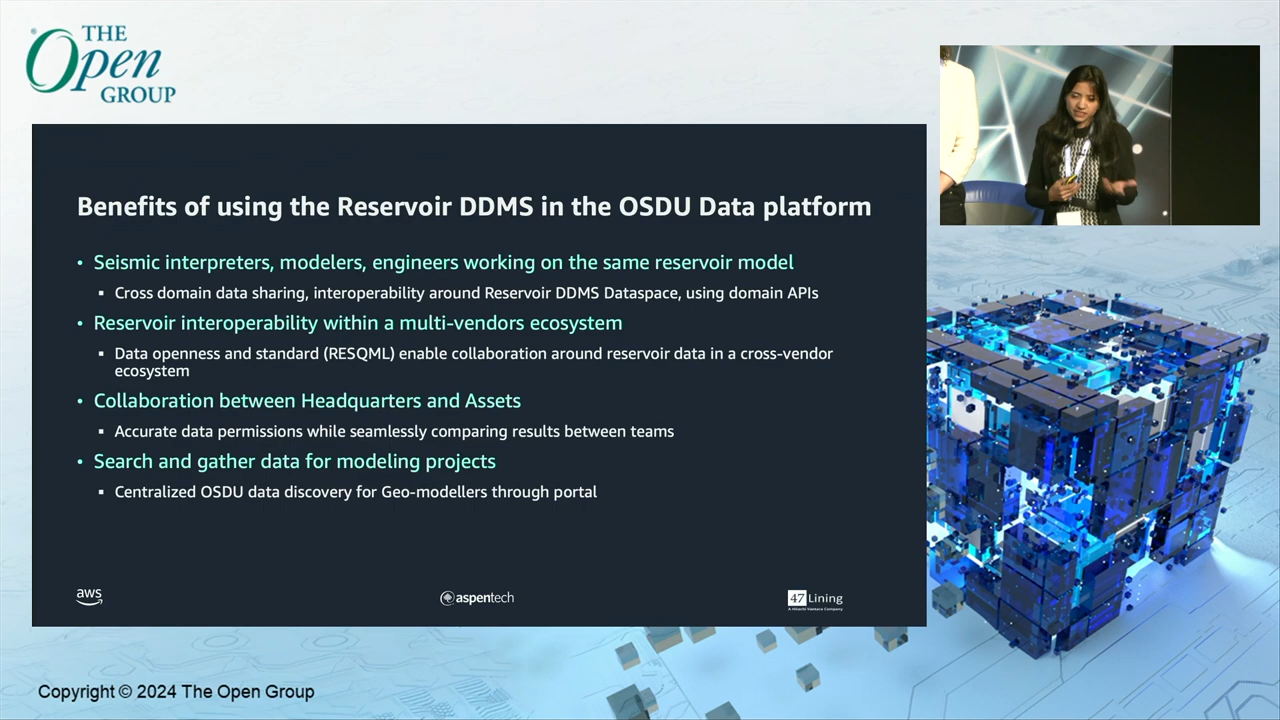 THE
Open
GROUP
Benefits of using the Reservoir DDMS in the OSDU Data platform
• Seismic interpreters, modelers, engineers working on the same reservoir model
▪ Cross domain data sharing, interoperability around Reservoir DDMS Dataspace, using domain APIs
• Reservoir interoperability within a multi-vendors ecosystem
▪ Data openness and standard (RESQML) enable collaboration around reservoir data in a cross-vendor
ecosystem
• Collaboration between Headquarters and Assets
▪ Accurate data permissions while seamlessly comparing results between teams
• Search and gather data for modeling projects
▪ Centralized OSDU data discovery for Geo-modellers through portal
aws
aspentech
47 Lining
A Hitachi Vantara Company
Copyright © 2024 The Open Group